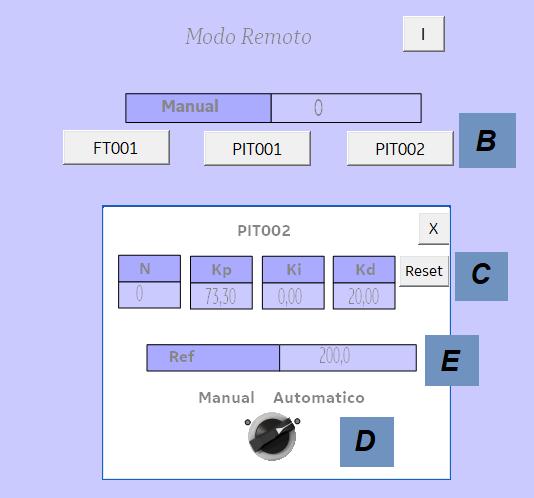 Modo Remoto I
Manual 0
FT001 PIT001 PIT002 B
PIT002 X
N Kp Ki Kd Reset C
0 73,30 0,00 20,00
Ref 200,0 E
Manual Automatico
D